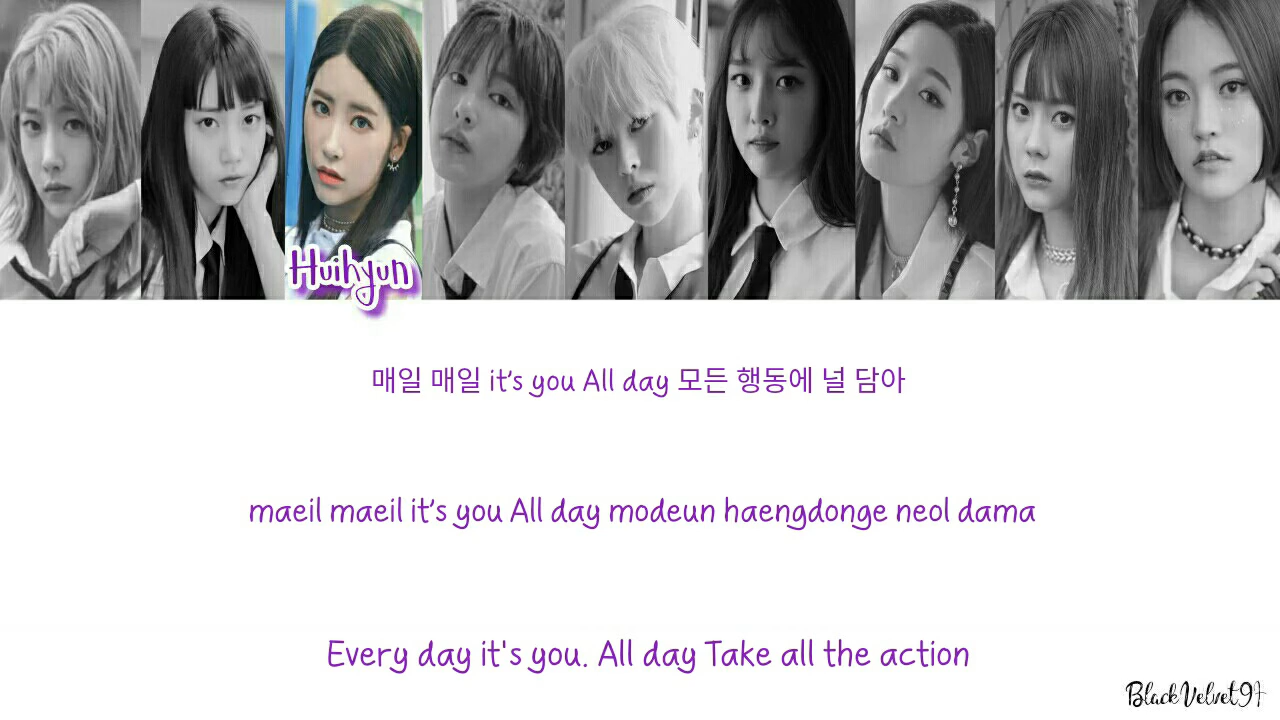 Huihyun
매일 매일 it's you All day 모든 행동에 널 담아
maeil maeil it's you All day modeun haengdonge neol dama
Every day it's you. All day Take all the action
BlackVelvet97